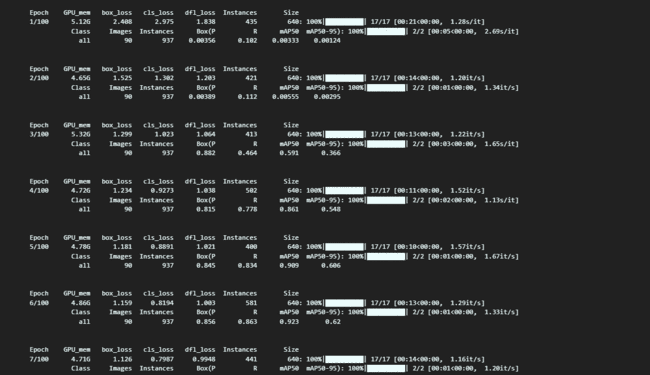 Epoch GPU_mem box_loss cls_loss dfl_loss Instances Size
1/100 5.12G 2.408 2.975 1.838 435 640: 100%|██████████| 17/17 [00:21<00:00, 1.28s/it]
Class Images Instances Box(P R mAP50 mAP50-95): 100%|██████████| 2/2 [00:05<00:00, 2.69s/it]
all 90 937 0.00356 0.102 0.00333 0.00124
Epoch GPU_mem box_loss cls_loss dfl_loss Instances Size
2/100 4.65G 1.525 1.302 1.203 421 640: 100%|██████████| 17/17 [00:14<00:00, 1.20it/s]
Class Images Instances Box(P R mAP50 mAP50-95): 100%|██████████| 2/2 [00:01<00:00, 1.34it/s]
all 90 937 0.00389 0.112 0.00555 0.00295
Epoch GPU_mem box_loss cls_loss dfl_loss Instances Size
3/100 5.32G 1.299 1.023 1.064 413 640: 100%|██████████| 17/17 [00:13<00:00, 1.22it/s]
Class Images Instances Box(P R mAP50 mAP50-95): 100%|██████████| 2/2 [00:03<00:00, 1.65s/it]
all 90 937 0.882 0.464 0.591 0.366
Epoch GPU_mem box_loss cls_loss dfl_loss Instances Size
4/100 4.72G 1.234 0.9273 1.038 502 640: 100%|██████████| 17/17 [00:11<00:00, 1.52it/s]
Class Images Instances Box(P R mAP50 mAP50-95): 100%|██████████| 2/2 [00:02<00:00, 1.13s/it]
all 90 937 0.815 0.778 0.861 0.548
Epoch GPU_mem box_loss cls_loss dfl_loss Instances Size
5/100 4.78G 1.181 0.8891 1.021 400 640: 100%|██████████| 17/17 [00:10<00:00, 1.57it/s]
Class Images Instances Box(P R mAP50 mAP50-95): 100%|██████████| 2/2 [00:01<00:00, 1.67it/s]
all 90 937 0.845 0.834 0.909 0.606
Epoch GPU_mem box_loss cls_loss dfl_loss Instances Size
6/100 4.86G 1.159 0.8194 1.003 581 640: 100%|██████████| 17/17 [00:13<00:00, 1.29it/s]
Class Images Instances Box(P R mAP50 mAP50-95): 100%|██████████| 2/2 [00:01<00:00, 1.33it/s]
all 90 937 0.856 0.863 0.923 0.62
Epoch GPU_mem box_loss cls_loss dfl_loss Instances Size
7/100 4.71G 1.126 0.7987 0.9948 441 640: 100%|██████████| 17/17 [00:14<00:00, 1.16it/s]
Class Images Instances Box(P R mAP50 mAP50-95): 100%|██████████| 2/2 [00:01<00:00, 1.20it/s]